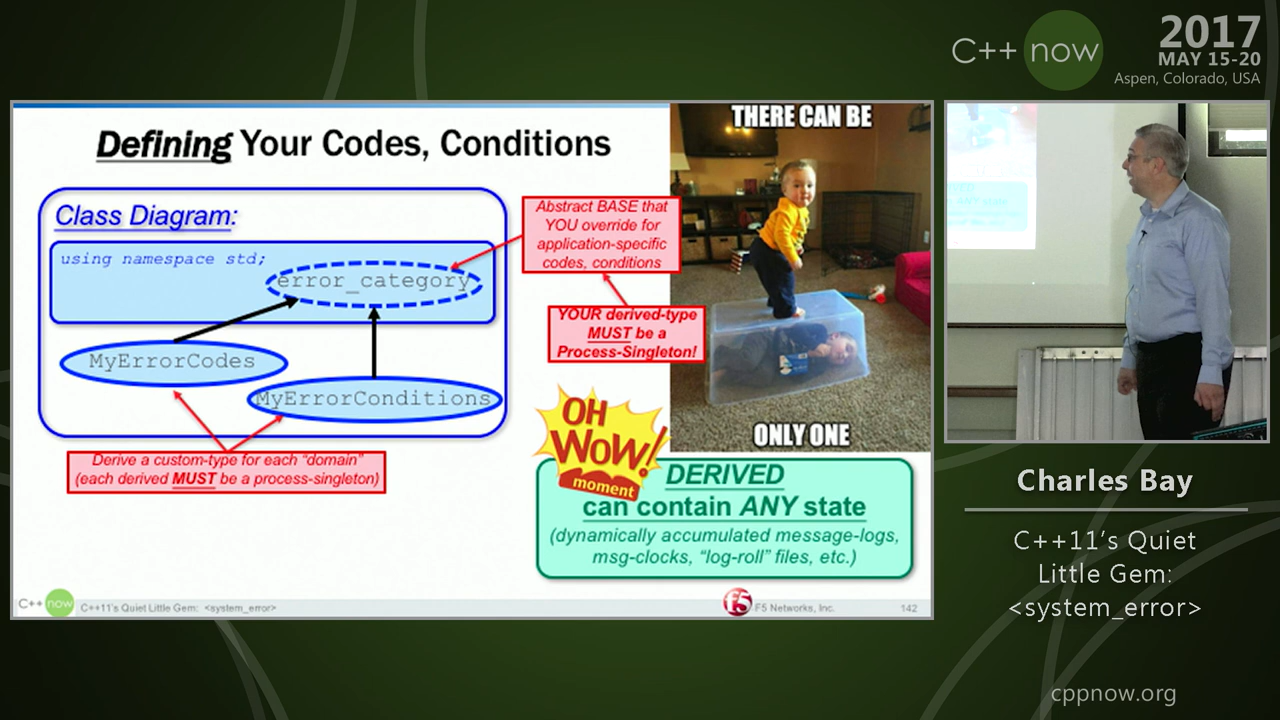 C++ now
2017
MAY 15-20
Aspen, Colorado, USA
Defining Your Codes, Conditions
Class Diagram:
using namespace std;
error_category
MyErrorCodes
MyErrorConditions
Derive a custom-type for each “domain”
(each derived MUST be a process-singleton)
Abstract BASE that
YOU override for
application-specific
codes, conditions
YOUR derived-type
MUST be a
Process-Singleton!
THERE CAN BE
ONLY ONE
OH
WOW!
moment
DERIVED
can contain ANY state
(dynamically accumulated message-logs,
msg-clocks, “log-roll” files, etc.)
C++ now
C++11's Quiet Little Gem: <system_error>
f5
F5 Networks, Inc.
142
Charles Bay
C++11’s Quiet
Little Gem:
<system_error>
cppnow.org